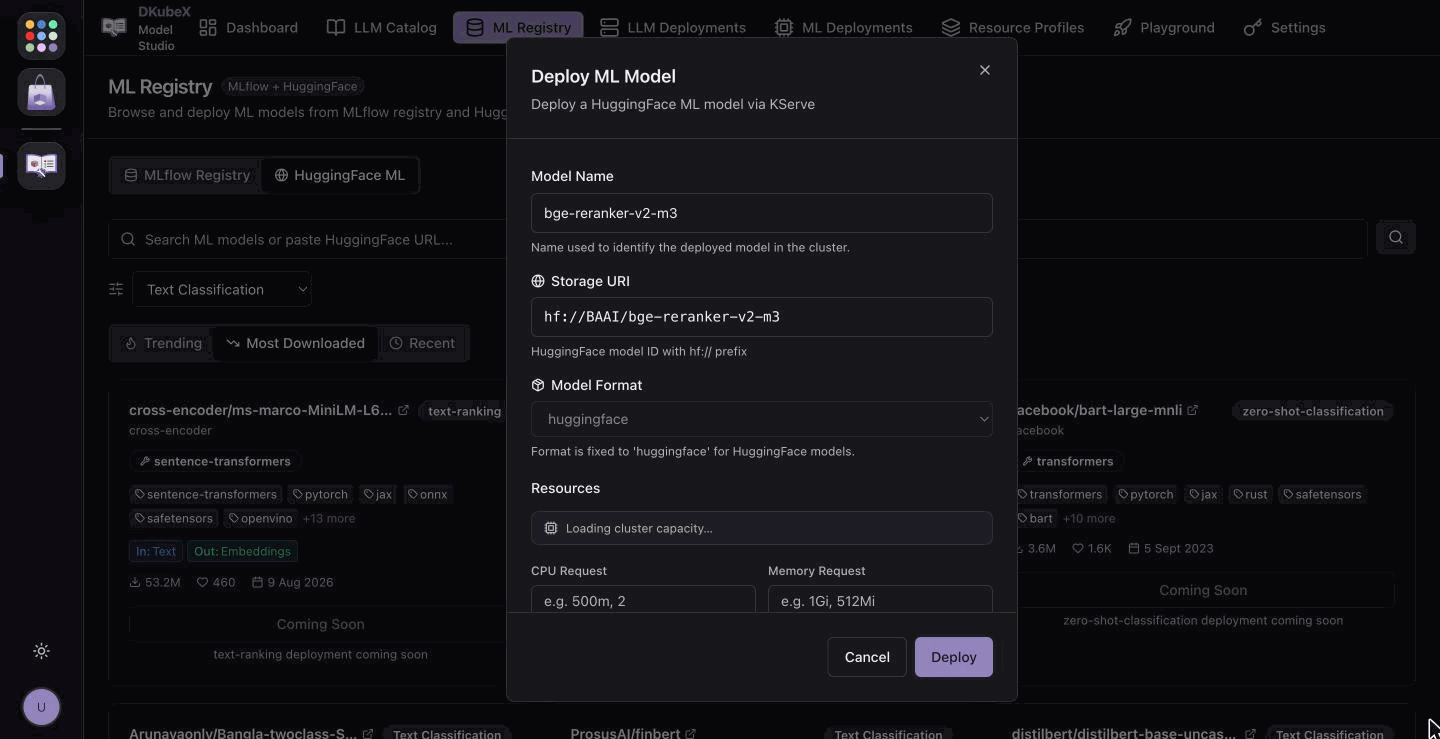 DKubeX
Model
Studio
Dashboard
LLM Catalog
ML Registry
LLM Deployments
ML Deployments
Resource Profiles
Playground
Settings
ML Registry
MLflow + HuggingFace
Browse and deploy ML models from MLflow registry and Hugg
MLflow Registry
HuggingFace ML
Search ML models or paste HuggingFace URL...
Text Classification
Trending
Most Downloaded
Recent
cross-encoder/ms-marco-MiniLM-L6...
text-ranking
cross-encoder
sentence-transformers
sentence-transformers pytorch jax onnx
safetensors openvino +13 more
In: Text Out: Embeddings
53.2M 460 9 Aug 2026
Coming Soon
text-ranking deployment coming soon
Deploy ML Model
Deploy a HuggingFace ML model via KServe
Model Name
bge-reranker-v2-m3
Name used to identify the deployed model in the cluster.
Storage URI
hf://BAAI/bge-reranker-v2-m3
HuggingFace model ID with hf:// prefix
Model Format
huggingface
Format is fixed to 'huggingface' for HuggingFace models.
Resources
Loading cluster capacity...
CPU Request Memory Request
e.g. 500m, 2 e.g. 1Gi, 512Mi
Cancel Deploy
acebook/bart-large-mnli
zero-shot-classification
acebook
transformers
transformers pytorch jax rust safetensors
bart +10 more
3.6M 1.6K 5 Sept 2023
Coming Soon
zero-shot-classification deployment coming soon
Arunavaonly/Bangla-twoclass-S... Text Classification
ProsusAI/finbert Text Classification
distilbert/distilbert-base-uncas... Text Classification
U